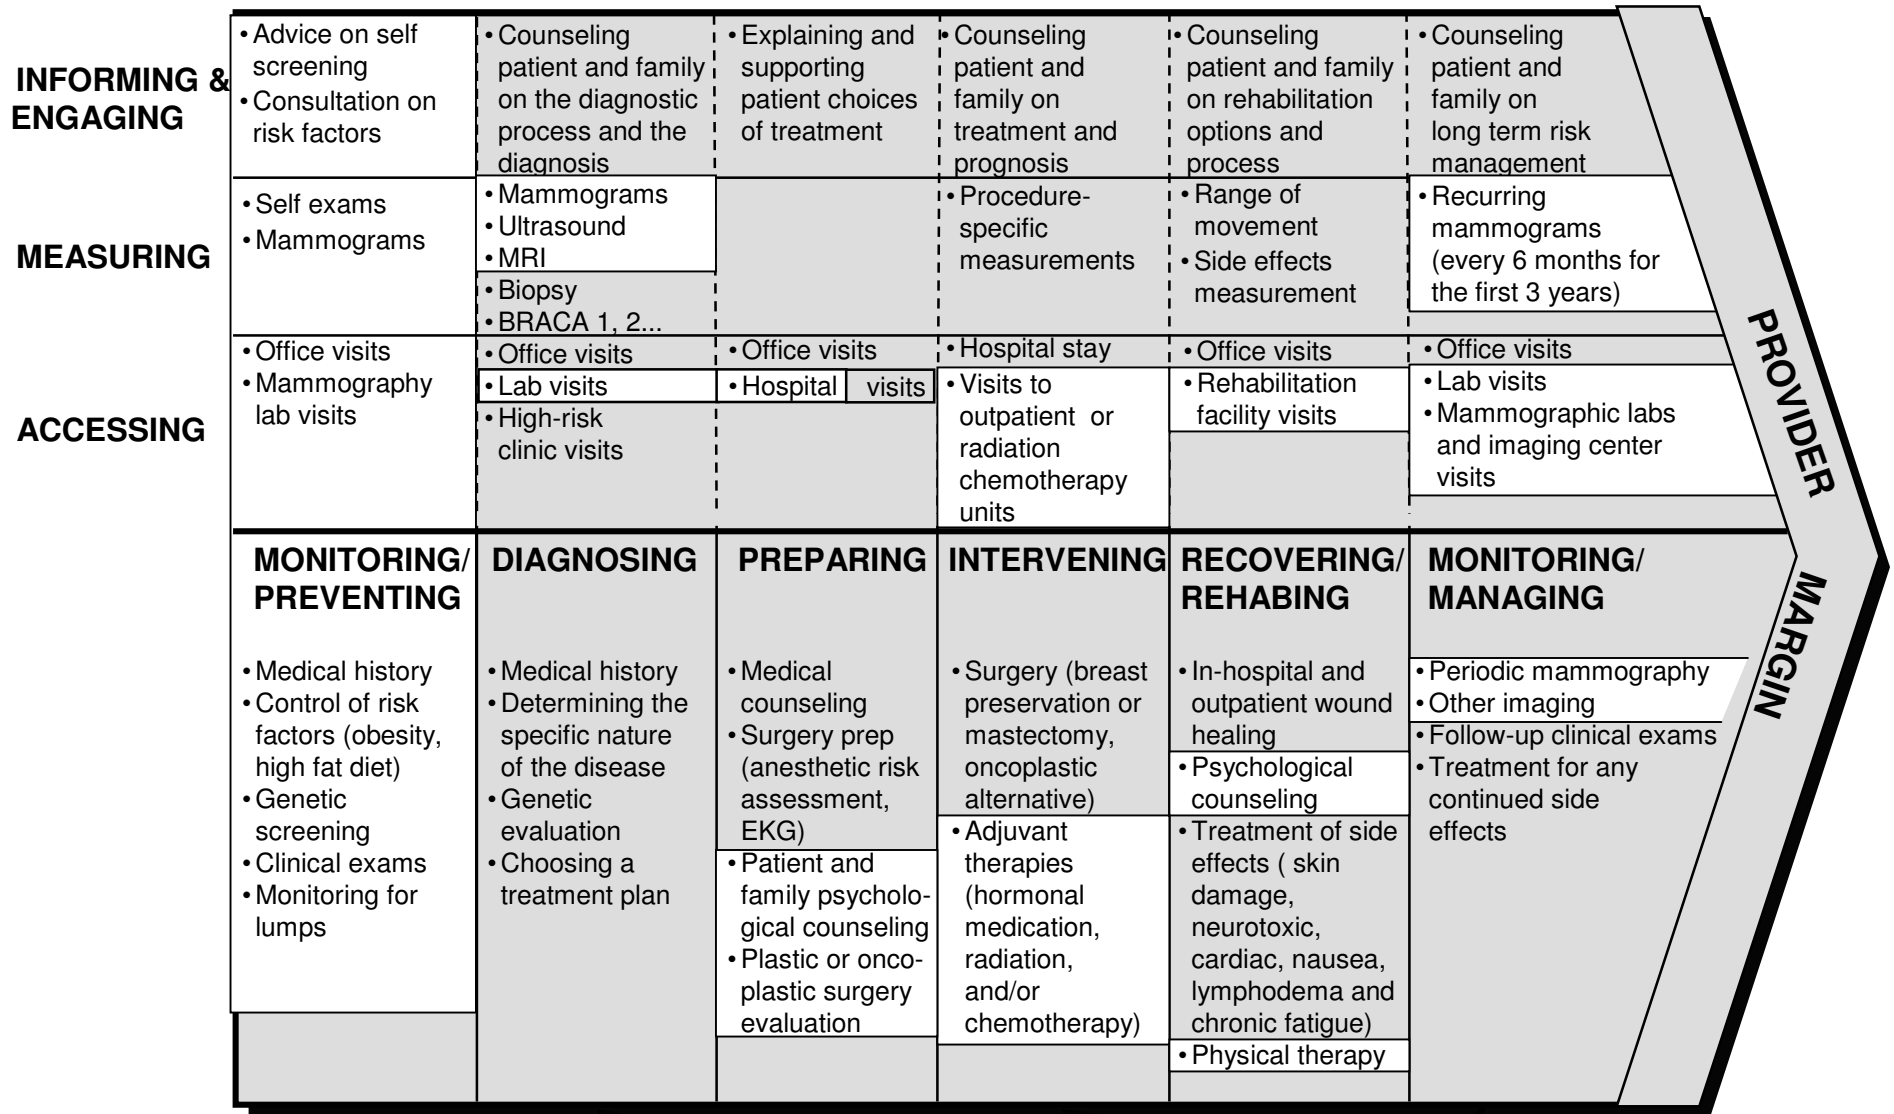 INFORMING &
ENGAGING
• Advice on self
screening
• Consultation on
risk factors
• Counseling
patient and family
on the diagnostic
process and the
diagnosis
• Explaining and
supporting
patient choices
of treatment
• Counseling
patient and
family on
treatment and
prognosis
• Counseling
patient and family
on rehabilitation
options and
process
• Counseling
patient and
family on
long term risk
management
MEASURING
• Self exams
• Mammograms
• Mammograms
• Ultrasound
• MRI
• Biopsy
• BRACA 1, 2...
• Procedure-
specific
measurements
• Range of
movement
• Side effects
measurement
• Recurring
mammograms
(every 6 months for
the first 3 years)
ACCESSING
• Office visits
• Mammography
lab visits
• Office visits
• Lab visits
• High-risk
clinic visits
• Office visits
• Hospital visits
• Hospital stay
• Visits to
outpatient or
radiation
chemotherapy
units
• Office visits
• Rehabilitation
facility visits
• Office visits
• Lab visits
• Mammographic labs
and imaging center
visits
MONITORING/
PREVENTING
• Medical history
• Control of risk
factors (obesity,
high fat diet)
• Genetic
screening
• Clinical exams
• Monitoring for
lumps
DIAGNOSING
• Medical history
• Determining the
specific nature
of the disease
• Genetic
evaluation
• Choosing a
treatment plan
PREPARING
• Medical
counseling
• Surgery prep
(anesthetic risk
assessment,
EKG)
• Patient and
family psycholo-
gical counseling
• Plastic or onco-
plastic surgery
evaluation
INTERVENING
• Surgery (breast
preservation or
mastectomy,
oncoplastic
alternative)
• Adjuvant
therapies
(hormonal
medication,
radiation,
and/or
chemotherapy)
RECOVERING/
REHABING
• In-hospital and
outpatient wound
healing
• Psychological
counseling
• Treatment of side
effects ( skin
damage,
neurotoxic,
cardiac, nausea,
lymphodema and
chronic fatigue)
• Physical therapy
MONITORING/
MANAGING
• Periodic mammography
• Other imaging
• Follow-up clinical exams
• Treatment for any
continued side
effects
PROVIDER
MARGIN